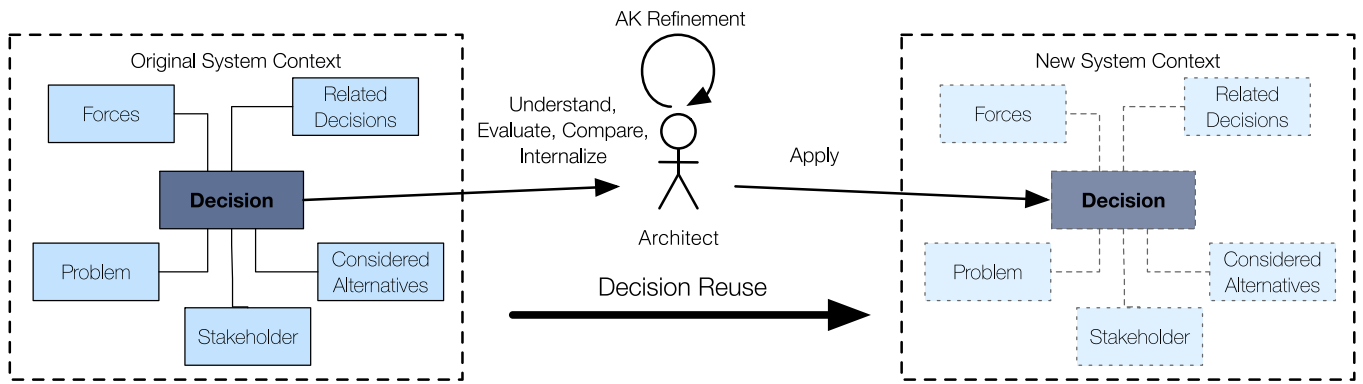 AK Refinement
Original System Context
Forces
Related
Decisions
Decision
Problem
Considered
Alternatives
Stakeholder
Understand,
Evaluate, Compare,
Internalize
Architect
Apply
Decision Reuse
New System Context
Forces
Related
Decisions
Decision
Problem
Considered
Alternatives
Stakeholder